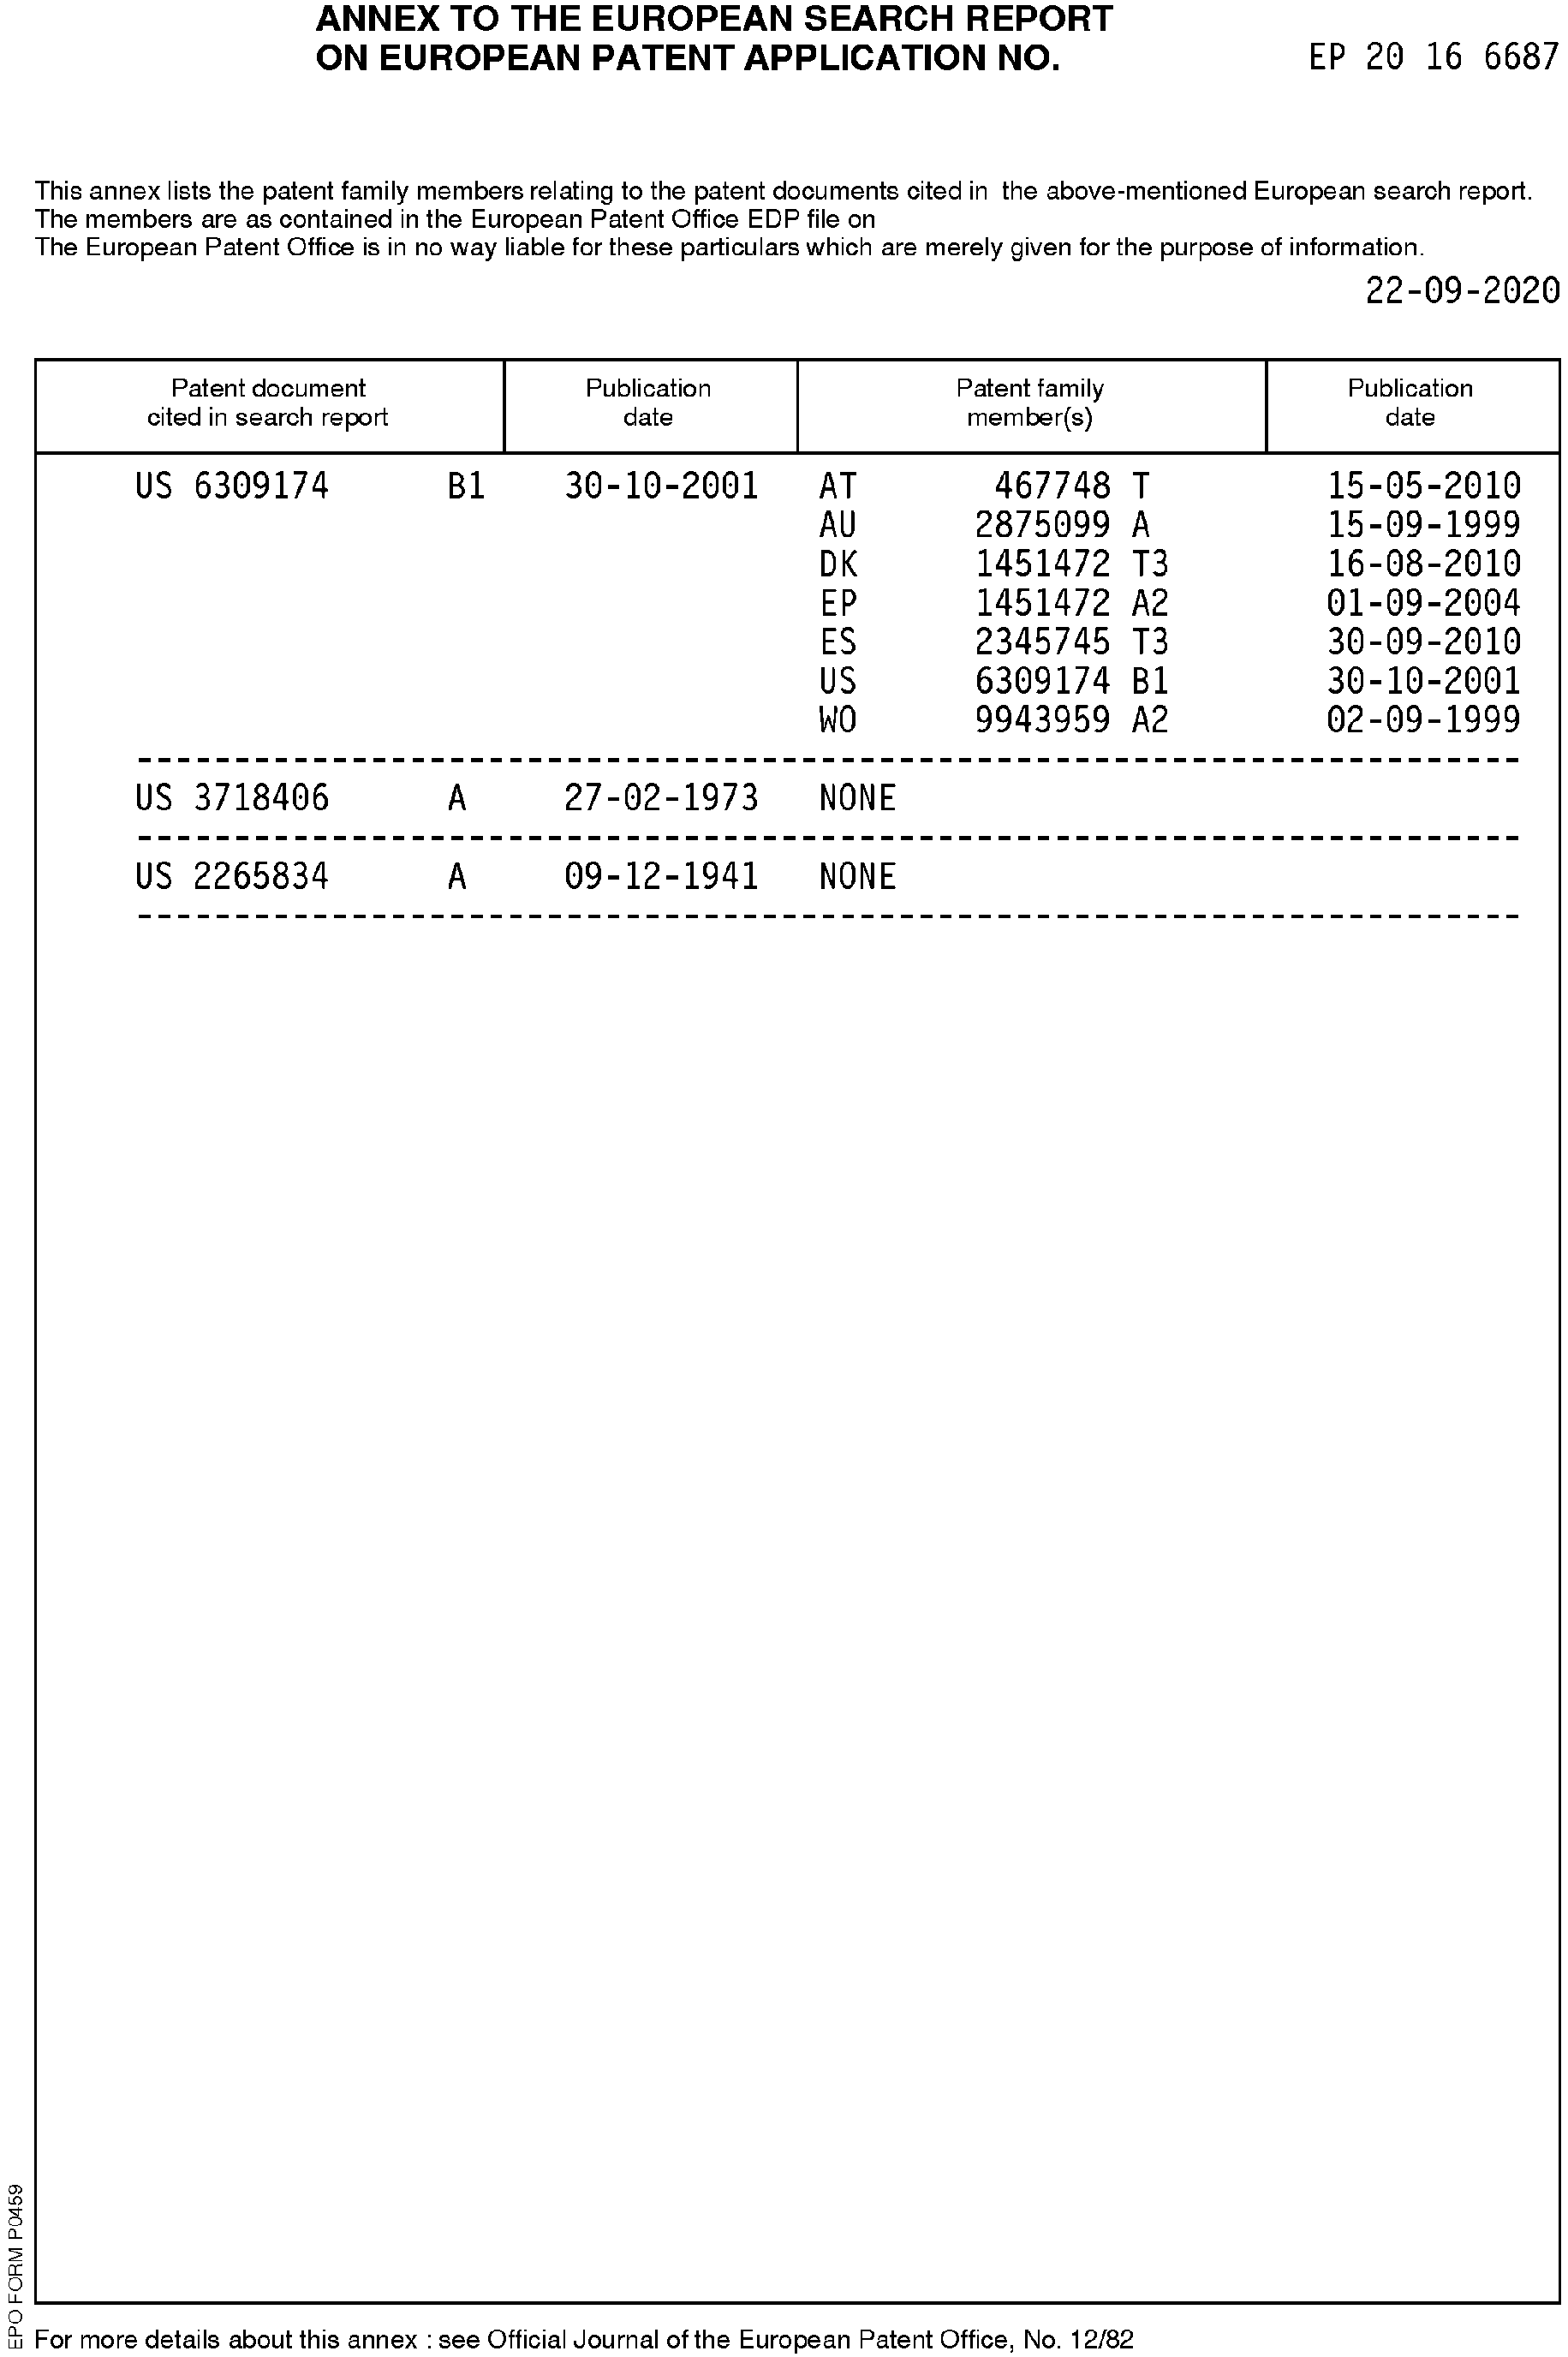 ANNEX TO THE EUROPEAN SEARCH REPORT
ON EUROPEAN PATENT APPLICATION NO. EP 20 16 6687
This annex lists the patent family members relating to the patent documents cited in the above-mentioned European search report.
The members are as contained in the European Patent Office EDP file on
The European Patent Office is in no way liable for these particulars which are merely given for the purpose of information.
22-09-2020
Patent document cited in search report Publication date Patent family member(s) Publication date
US 6309174 B1 30-10-2001 AT 467748 T 15-05-2010
AU 2875099 A 15-09-1999
DK 1451472 T3 16-08-2010
EP 1451472 A2 01-09-2004
ES 2345745 T3 30-09-2010
US 6309174 B1 30-10-2001
WO 9943959 A2 02-09-1999
US 3718406 A 27-02-1973 NONE
US 2265834 A 09-12-1941 NONE
EPO FORM P0459
For more details about this annex : see Official Journal of the European Patent Office, No. 12/82